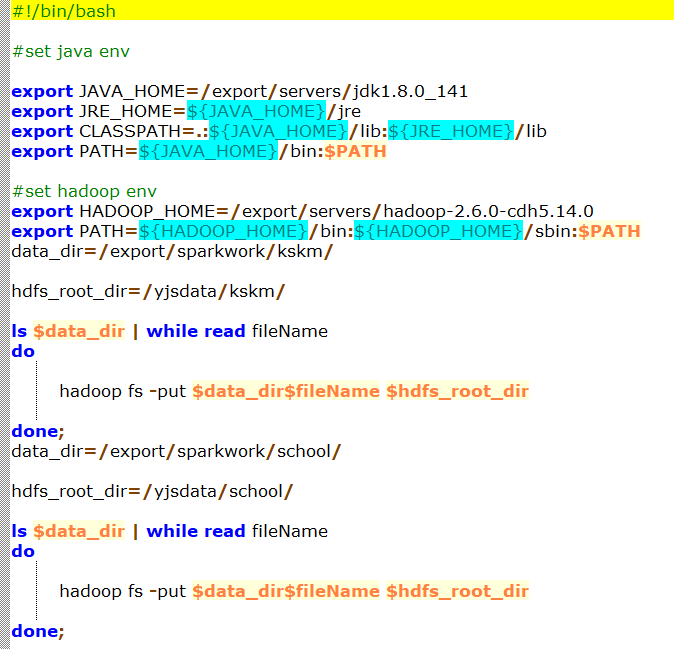 #!/bin/bash
#set java env
export JAVA_HOME=/export/servers/jdk1.8.0_141
export JRE_HOME=${JAVA_HOME}/jre
export CLASSPATH=.:${JAVA_HOME}/lib:${JRE_HOME}/lib
export PATH=${JAVA_HOME}/bin:$PATH
#set hadoop env
export HADOOP_HOME=/export/servers/hadoop-2.6.0-cdh5.14.0
export PATH=${HADOOP_HOME}/bin:${HADOOP_HOME}/sbin:$PATH
data_dir=/export/sparkwork/kskm/
hdfs_root_dir=/yjsdata/kskm/
ls $data_dir | while read fileName
do
hadoop fs -put $data_dir$fileName $hdfs_root_dir
done;
data_dir=/export/sparkwork/school/
hdfs_root_dir=/yjsdata/school/
ls $data_dir | while read fileName
do
hadoop fs -put $data_dir$fileName $hdfs_root_dir
done;